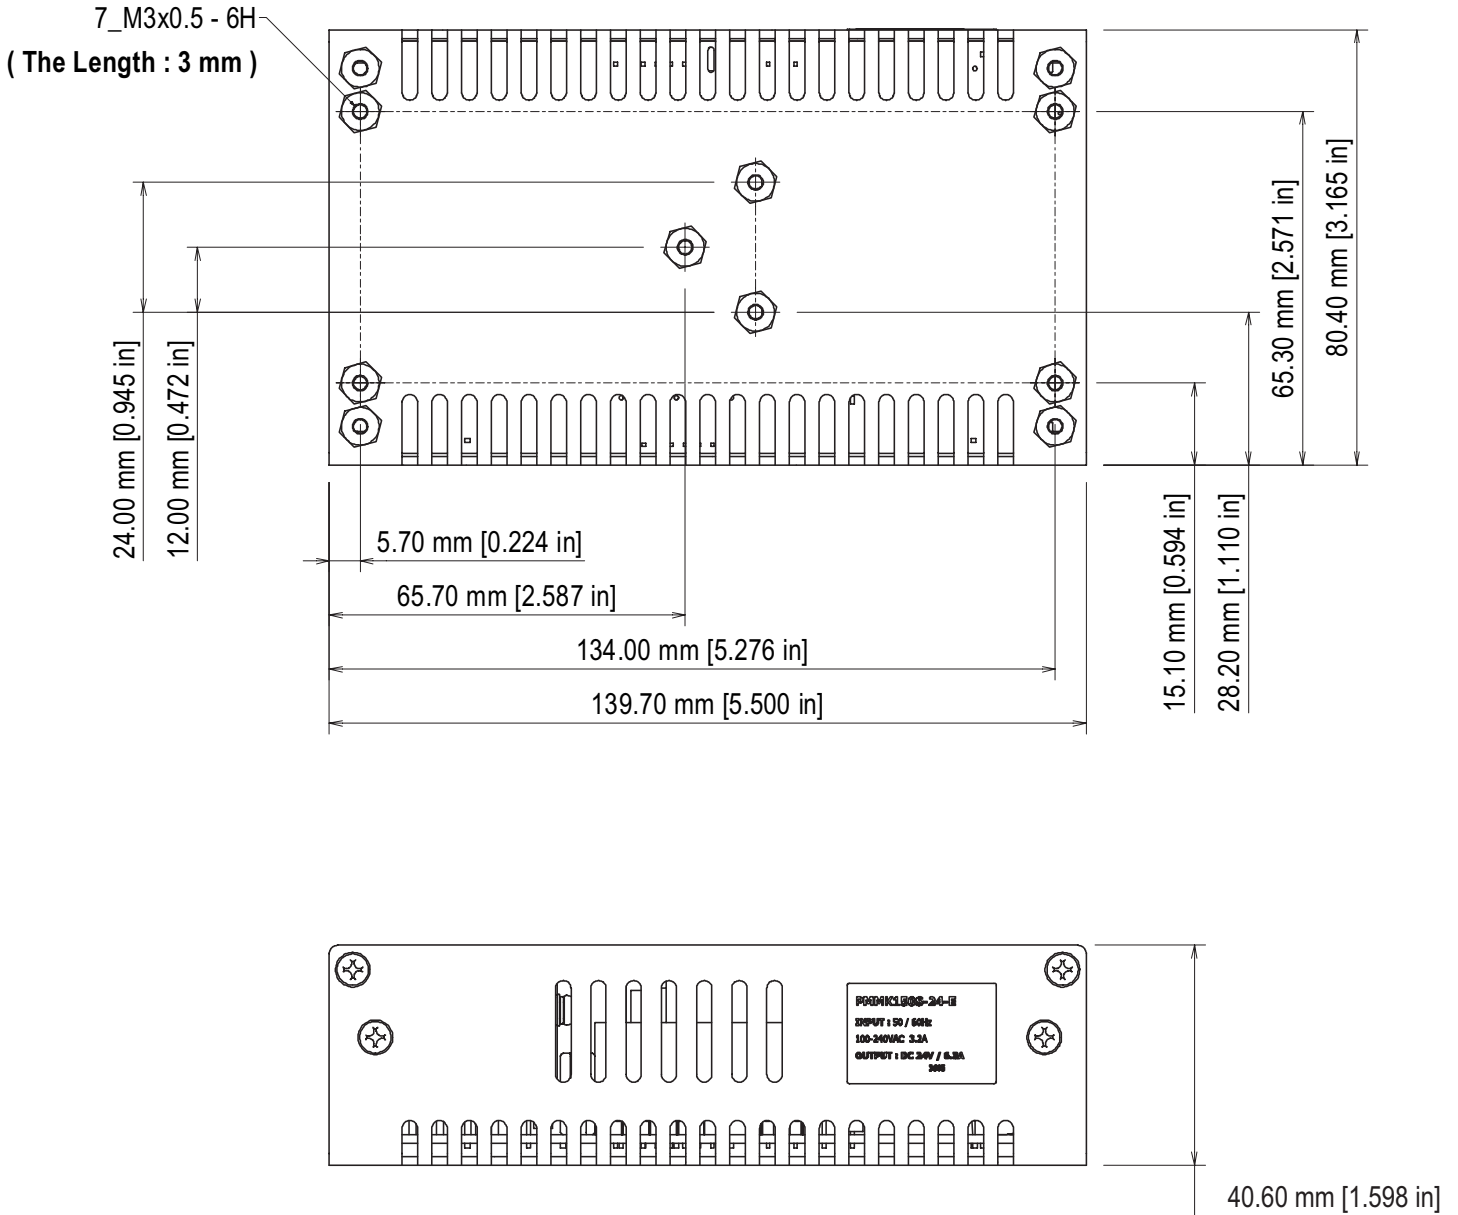 7_M3x0.5 - 6H
( The Length : 3 mm )
24.00 mm [0.945 in]
12.00 mm [0.472 in]
65.30 mm [2.571 in]
80.40 mm [3.165 in]
15.10 mm [0.594 in]
28.20 mm [1.110 in]
5.70 mm [0.224 in]
65.70 mm [2.587 in]
134.00 mm [5.276 in]
139.70 mm [5.500 in]
INPUT : 50 / 60Hz
100-240VAC 3.2A
OUTPUT : DC 24V /
40.60 mm [1.598 in]